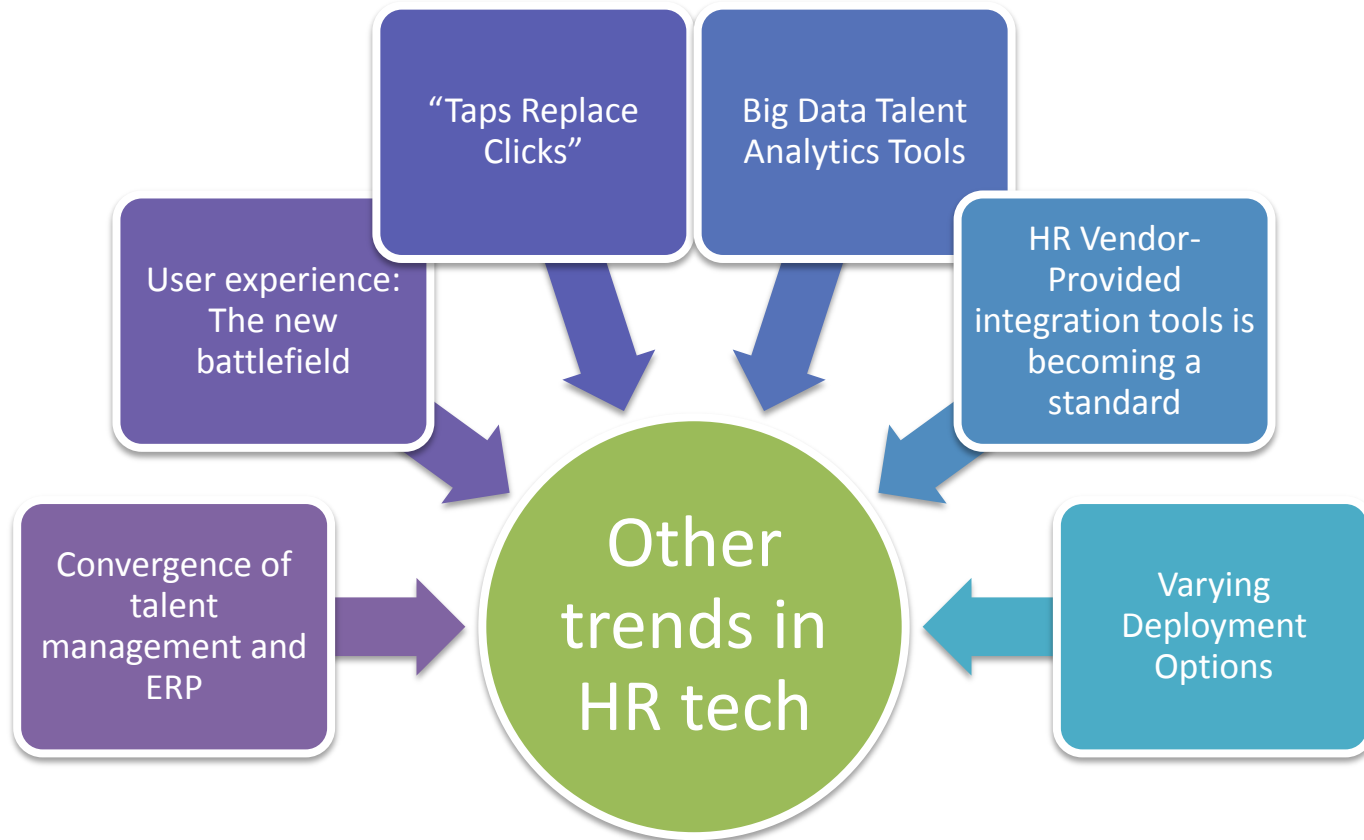 “Taps Replace
Clicks”
Big Data Talent
Analytics Tools
User experience:
The new
battlefield
HR Vendor-
Provided
integration tools is
becoming a
standard
Convergence of
talent
management and
ERP
Other
trends in
HR tech
Varying
Deployment
Options